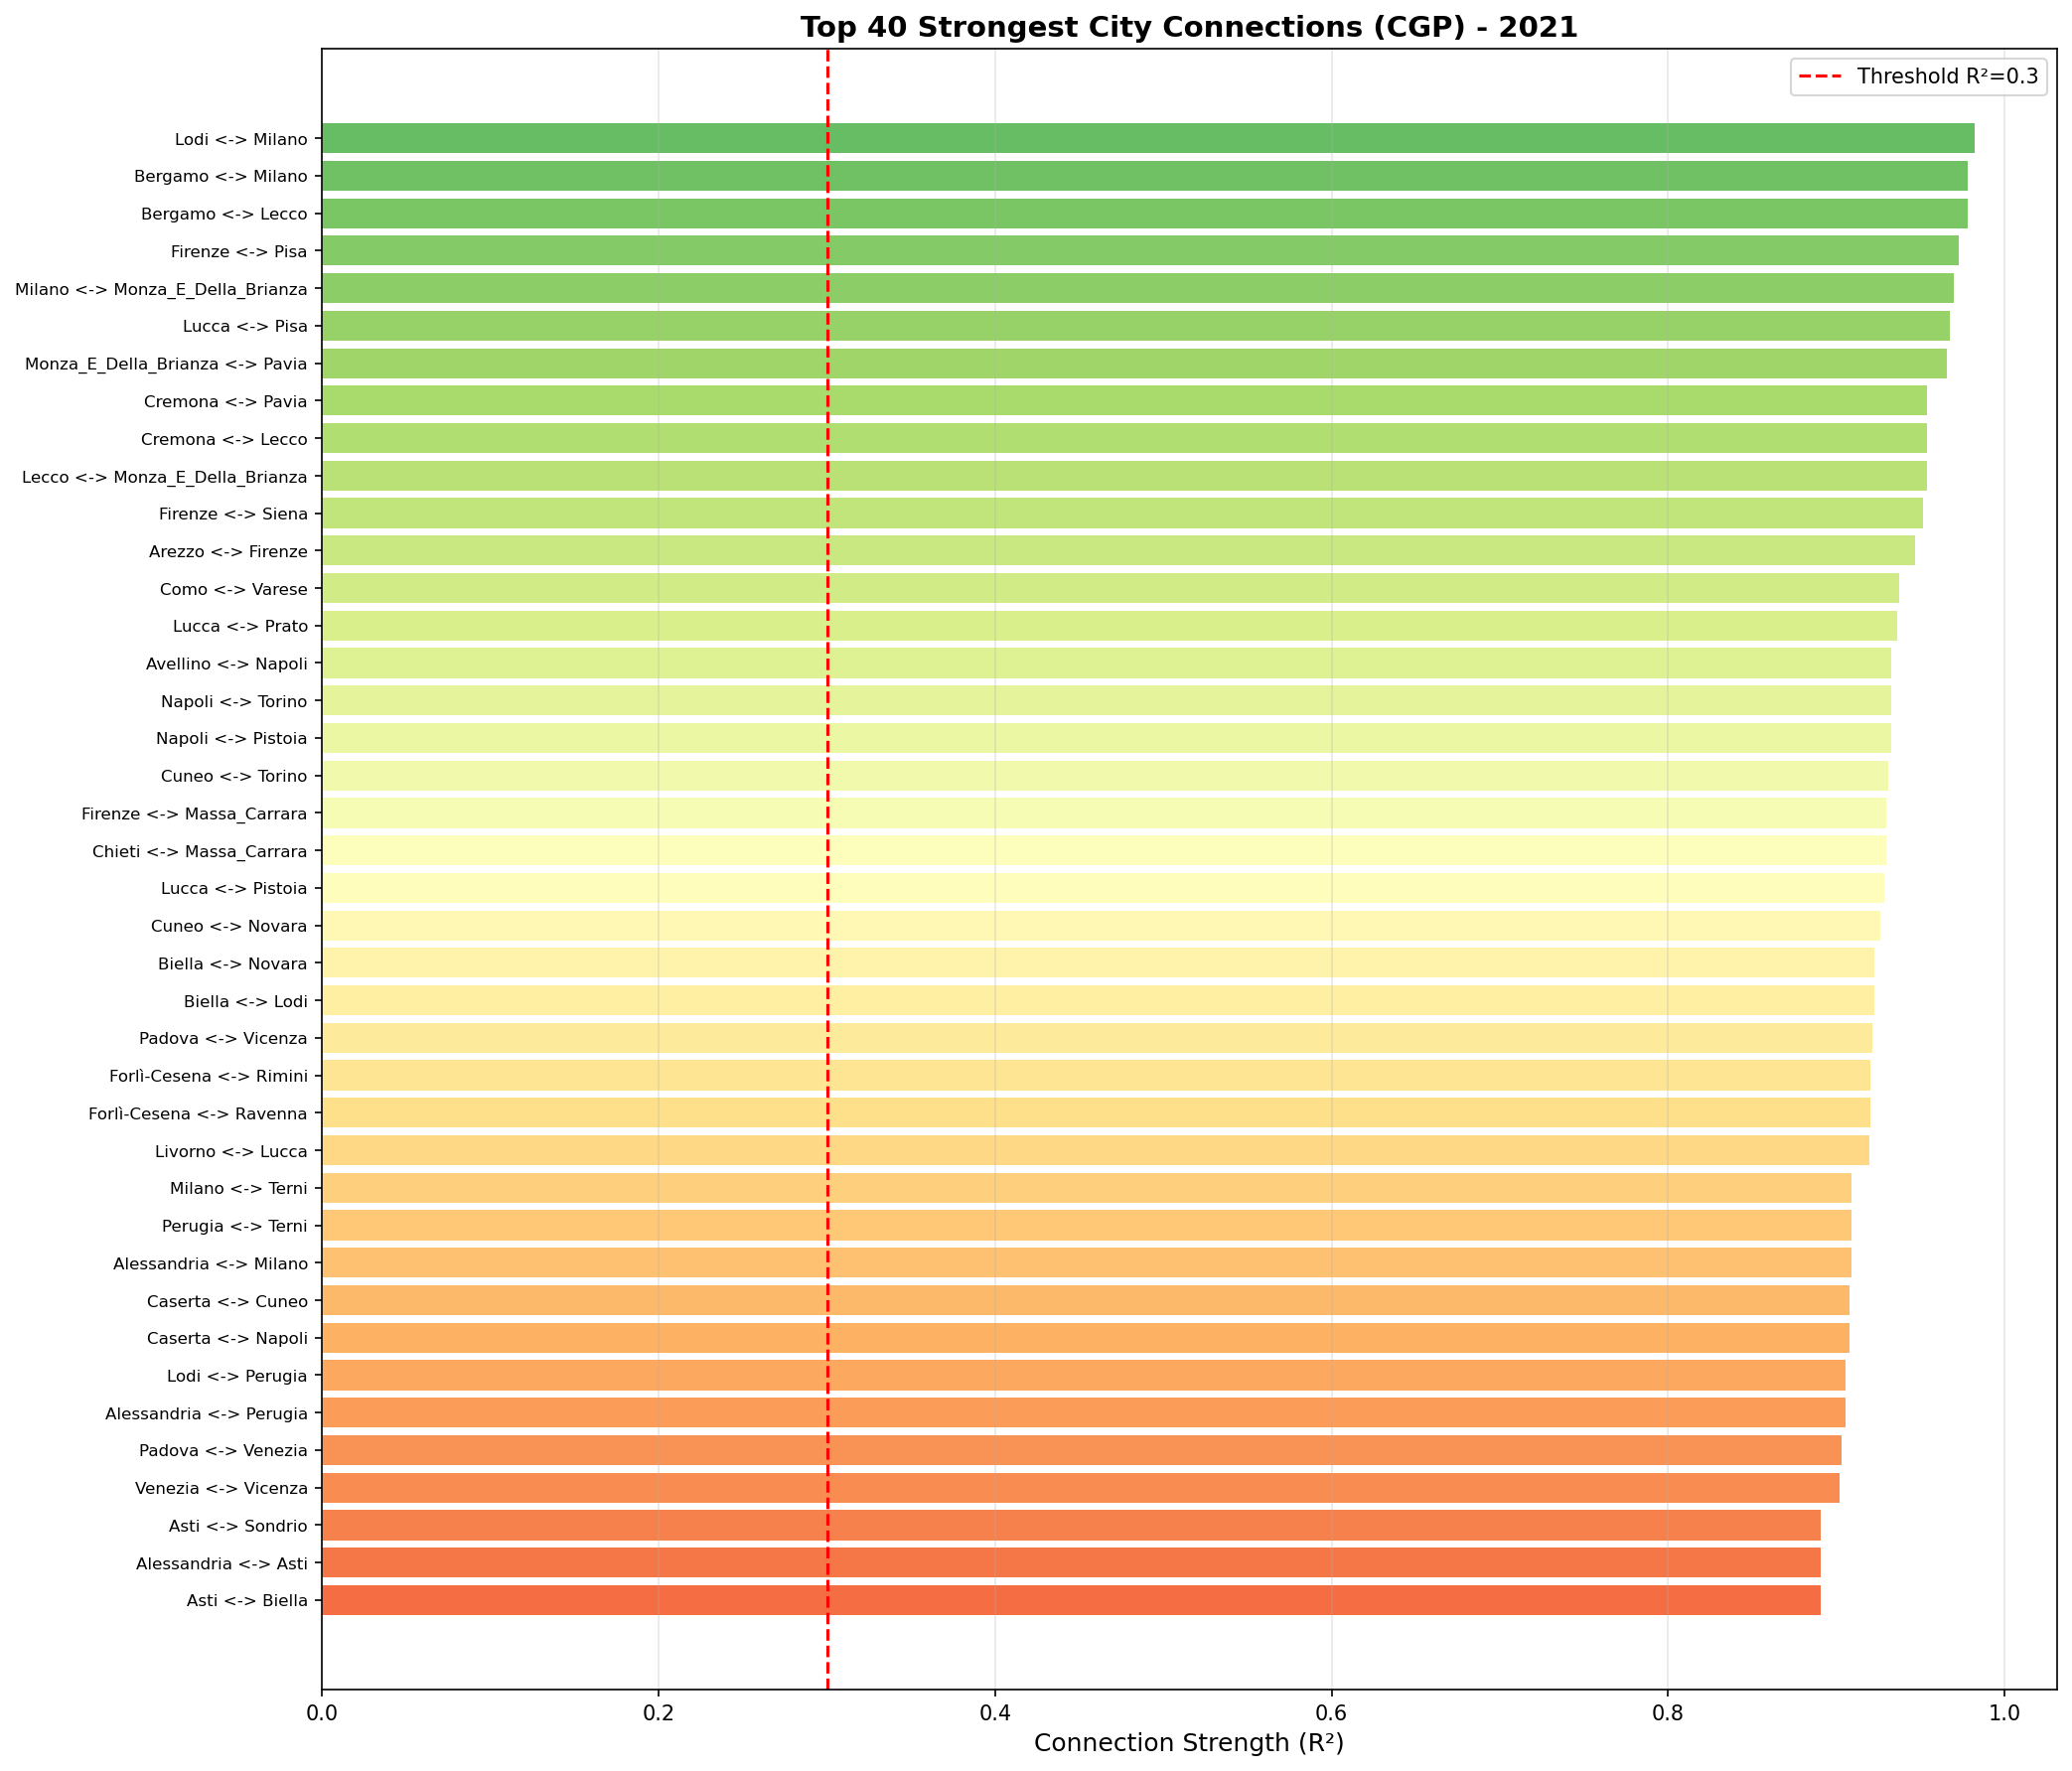 Top 40 Strongest City Connections (CGP) - 2021
Threshold R²=0.3
Lodi <-> Milano
Bergamo <-> Milano
Bergamo <-> Lecco
Firenze <-> Pisa
Milano <-> Monza_E_Della_Brianza
Lucca <-> Pisa
Monza_E_Della_Brianza <-> Pavia
Cremona <-> Pavia
Cremona <-> Lecco
Lecco <-> Monza_E_Della_Brianza
Firenze <-> Siena
Arezzo <-> Firenze
Como <-> Varese
Lucca <-> Prato
Avellino <-> Napoli
Napoli <-> Torino
Napoli <-> Pistoia
Cuneo <-> Torino
Firenze <-> Massa_Carrara
Chieti <-> Massa_Carrara
Lucca <-> Pistoia
Cuneo <-> Novara
Biella <-> Novara
Biella <-> Lodi
Padova <-> Vicenza
Forlì-Cesena <-> Rimini
Forlì-Cesena <-> Ravenna
Livorno <-> Lucca
Milano <-> Terni
Perugia <-> Terni
Alessandria <-> Milano
Caserta <-> Cuneo
Caserta <-> Napoli
Lodi <-> Perugia
Alessandria <-> Perugia
Padova <-> Venezia
Venezia <-> Vicenza
Asti <-> Sondrio
Alessandria <-> Asti
Asti <-> Biella
0.0 0.2 0.4 0.6 0.8 1.0
Connection Strength (R²)